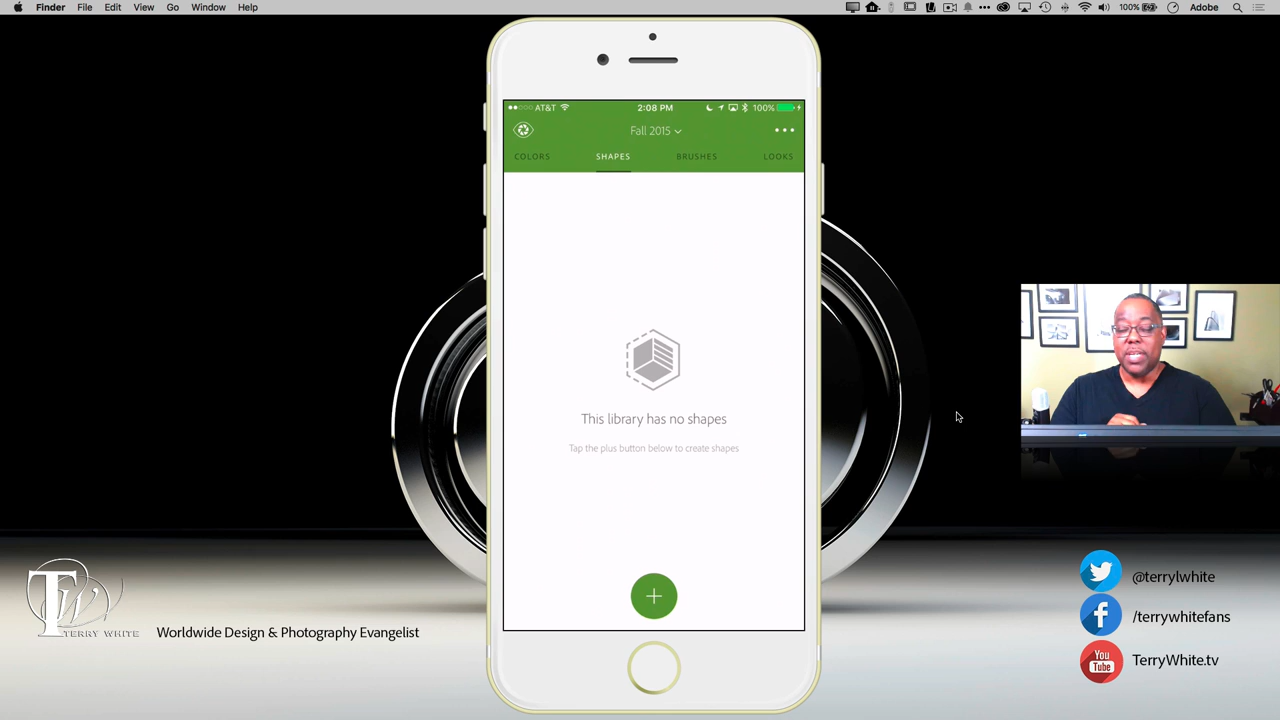 Finder File Edit View Go Window Help
100% Adobe
AT&T 2:08 PM 100%
Fall 2015
COLORS SHAPES BRUSHES LOOKS
This library has no shapes
Tap the plus button below to create shapes
TW
TERRY WHITE
Worldwide Design & Photography Evangelist
@terrylwhite
/terrywhitefans
You Tube TerryWhite.tv